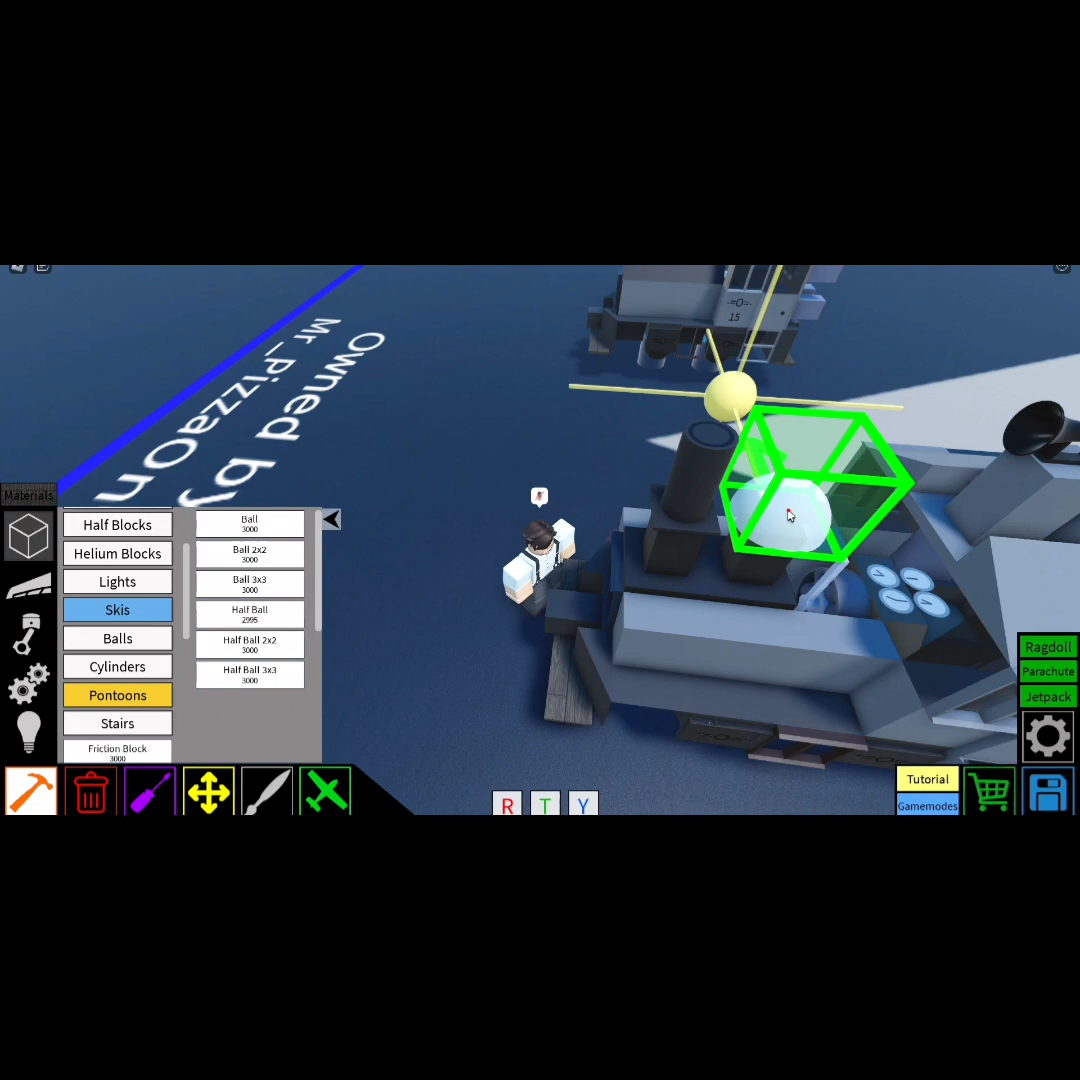 Owned by
Mr_PizzaOn
15
Materials
Half Blocks
Helium Blocks
Lights
Skis
Balls
Cylinders
Pontoons
Stairs
Friction Block
3000
Ball
3000
Ball 2x2
3000
Ball 3x3
3000
Half Ball
2995
Half Ball 2x2
3000
Half Ball 3x3
3000
Ragdoll
Parachute
Jetpack
Tutorial
Gamemodes
R T Y